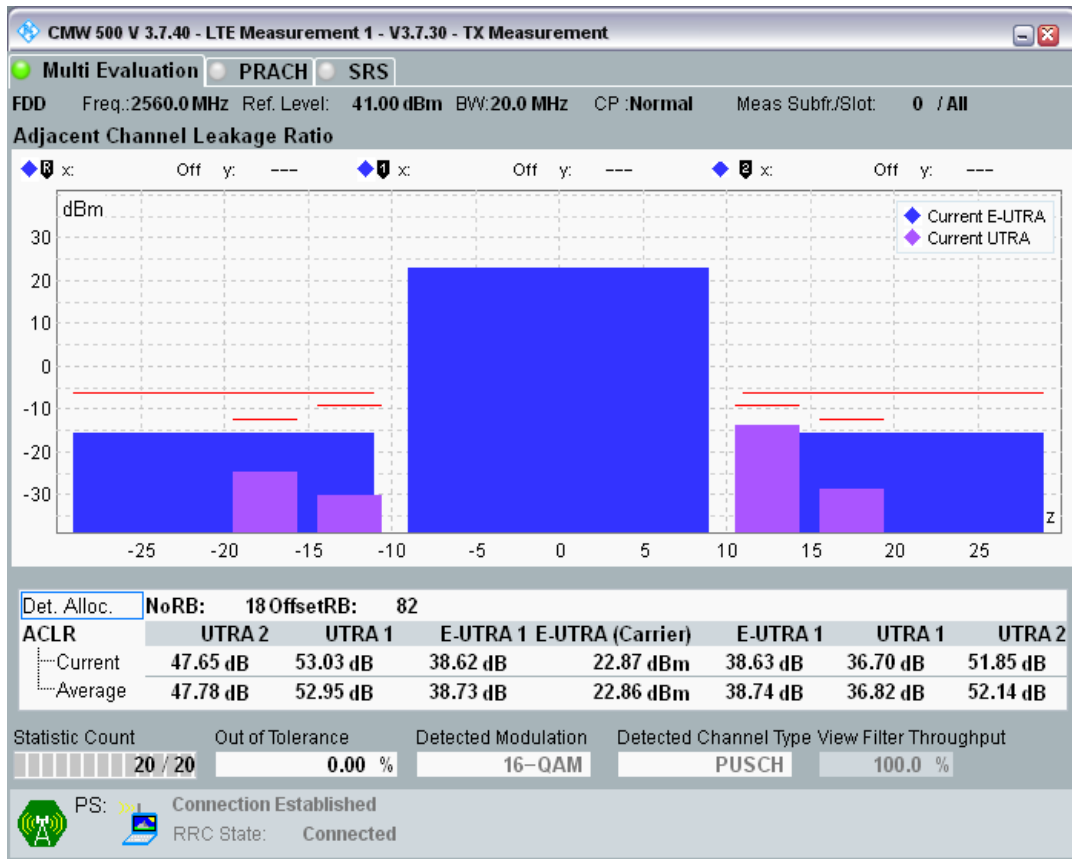 CMW 500 V 3.7.40 - LTE Measurement 1 - V3.7.30 - TX Measurement
Multi Evaluation PRACH SRS
FDD Freq.:2560.0 MHz Ref. Level: 41.00 dBm BW:20.0 MHz CP :Normal Meas Subfr./Slot: 0 / All
Adjacent Channel Leakage Ratio
R x: Off y: --- 1 x: Off y: --- 2 x: Off y: ---
dBm
Current E-UTRA
Current UTRA
30
20
10
0
-10
-20
-30
z
-25 -20 -15 -10 -5 0 5 10 15 20 25
Det. Alloc. NoRB: 18 OffsetRB: 82
ACLR UTRA 2 UTRA 1 E-UTRA 1 E-UTRA (Carrier) E-UTRA 1 UTRA 1 UTRA 2
Current 47.65 dB 53.03 dB 38.62 dB 22.87 dBm 38.63 dB 36.70 dB 51.85 dB
Average 47.78 dB 52.95 dB 38.73 dB 22.86 dBm 38.74 dB 36.82 dB 52.14 dB
Statistic Count Out of Tolerance Detected Modulation Detected Channel Type View Filter Throughput
20 / 20 0.00 % 16-QAM PUSCH 100.0 %
PS: Connection Established
RRC State: Connected